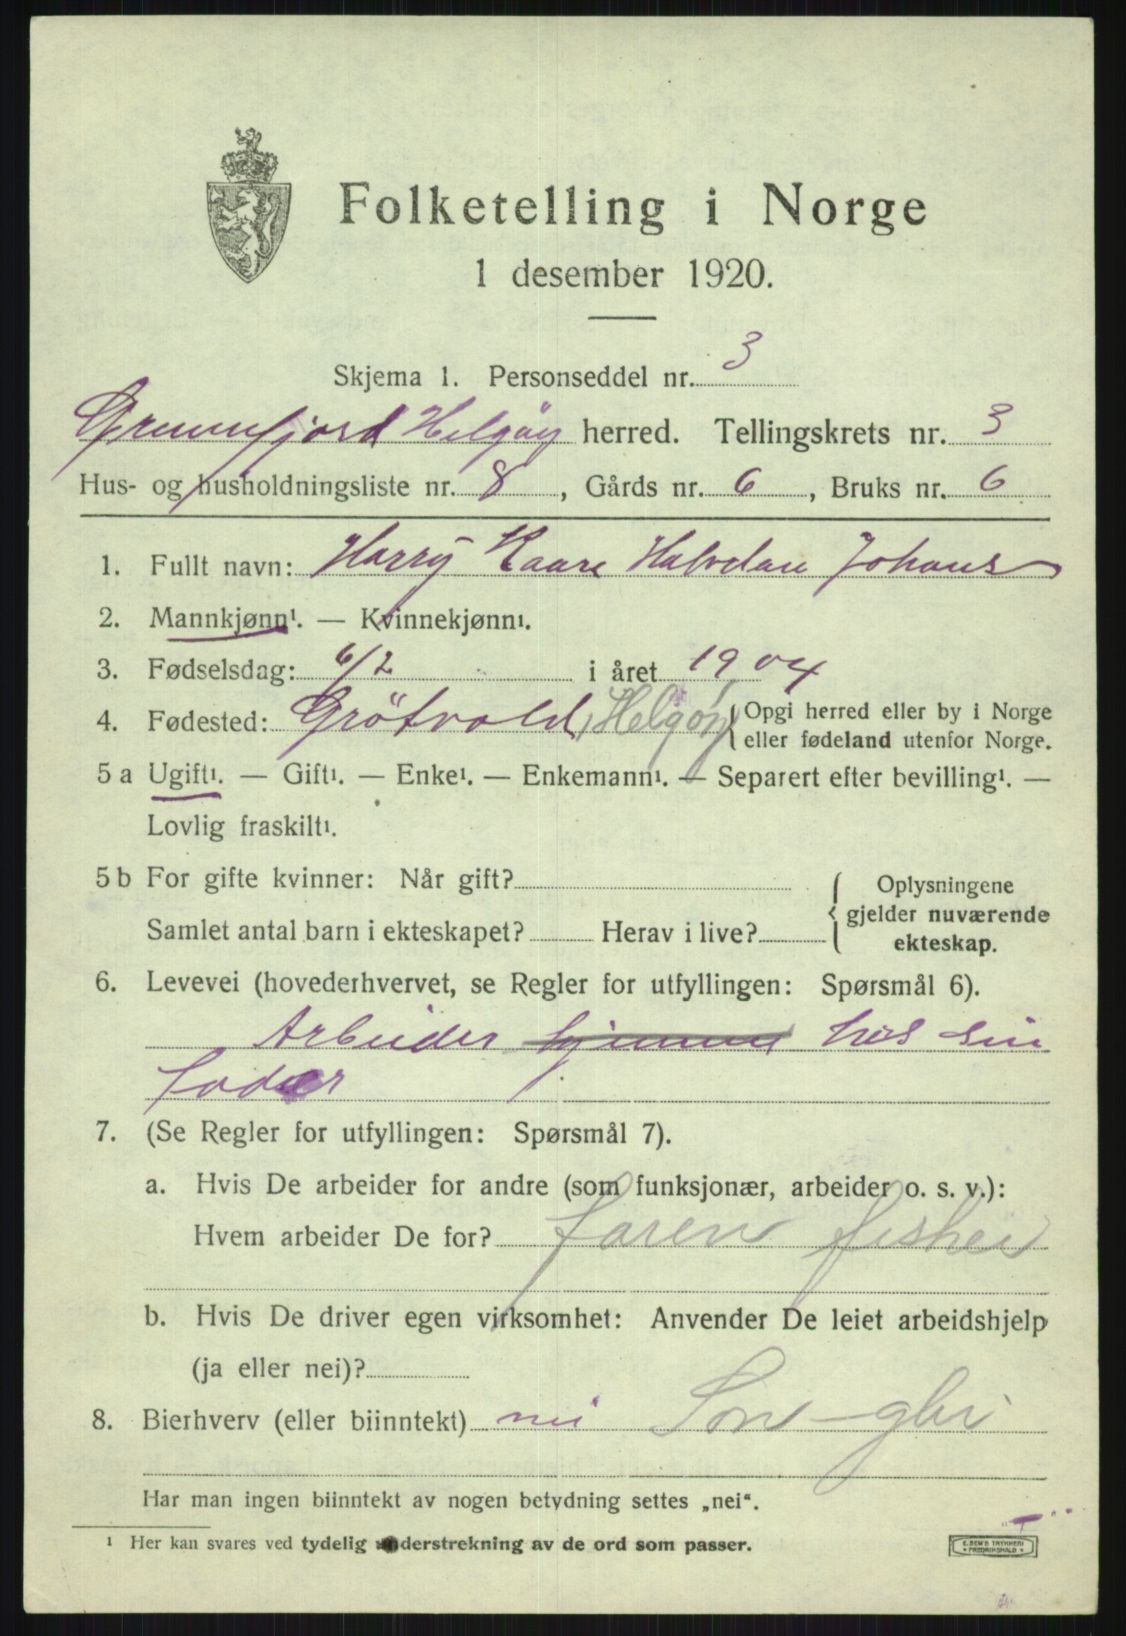 Folketelling i Norge
1 desember 1920.
Skjema 1. Personseddel nr. 3
Helgøy herred. Tellingskrets nr. 3
Hus- og husholdningsliste nr. 8, Gårds nr. 6, Bruks nr. 6
1. Fullt navn: Harry Kaare Halvdan Johans
2. Mannkjønn¹. — Kvinnekjønn¹.
3. Fødselsdag: 6/2 i året 1904
4. Fødested: Grötvold, Helgøy { Opgi herred eller by i Norge
eller fødeland utenfor Norge.
5 a Ugift¹. — Gift¹. — Enke¹. — Enkemann¹. — Separert efter bevilling¹. —
Lovlig fraskilt¹.
5 b For gifte kvinner: Når gift?
Samlet antal barn i ekteskapet? Herav i live?
{ Oplysningene
gjelder nuværende
ekteskap.
6. Levevei (hovederhvervet, se Regler for utfyllingen: Spørsmål 6).
Arbeider hjemme hos sin
fader
7. (Se Regler for utfyllingen: Spørsmål 7).
a. Hvis De arbeider for andre (som funksjonær, arbeider o. s. v.):
Hvem arbeider De for? faren fisker
b. Hvis De driver egen virksomhet: Anvender De leiet arbeidshjelp
(ja eller nei)?
8. Bierhverv (eller biinntekt) nei
Har man ingen biinntekt av nogen betydning settes „nei“.
¹ Her kan svares ved tydelig understrekning av de ord som passer.
FREDRIKSHALD